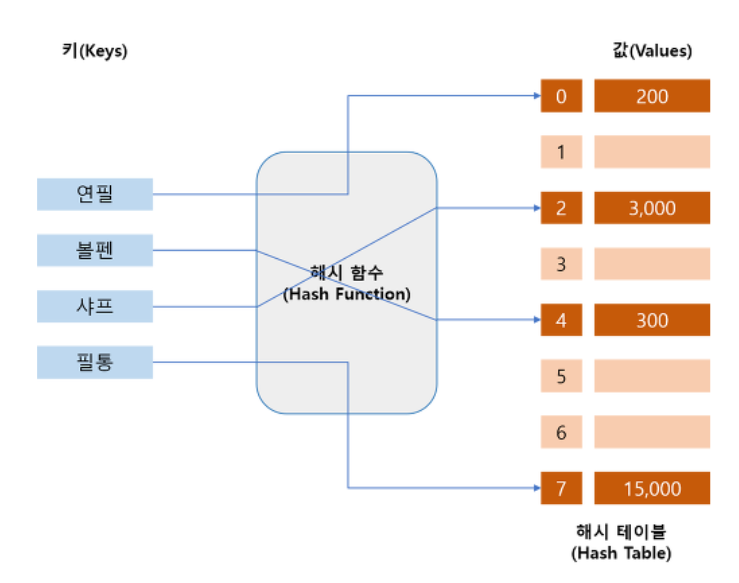 키(Keys)
값(Values)
연필
볼펜
샤프
필통
해시 함수
(Hash Function)
0 200
1
2 3,000
3
4 300
5
6
7 15,000
해시 테이블
(Hash Table)